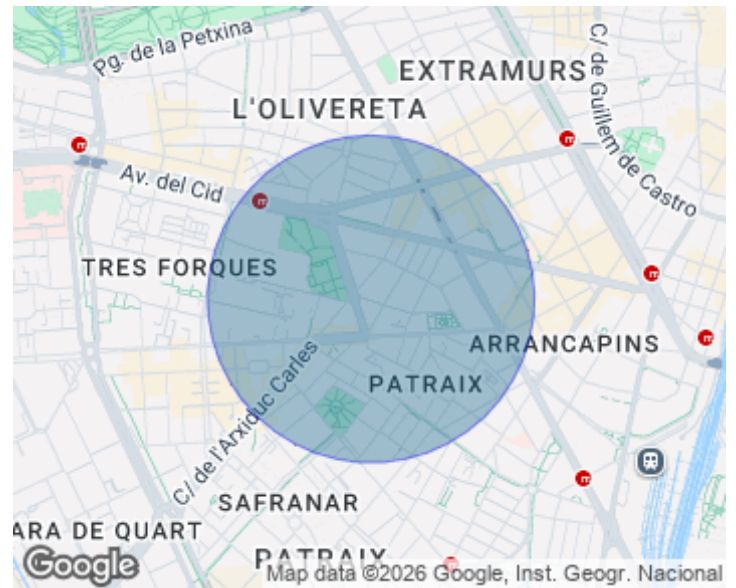 Pg. de la Petxina
EXTRAMURS
C/ de Guillem de Castro
L'OLIVERETA
Av. del Cid
TRES FORQUES
ARRANCAPINS
PATRAIX
C/ de l'Arxiduc Carles
SAFRANAR
ARA DE QUART
PATRAIX
Google
Map data ©2026 Google, Inst. Geogr. Nacional